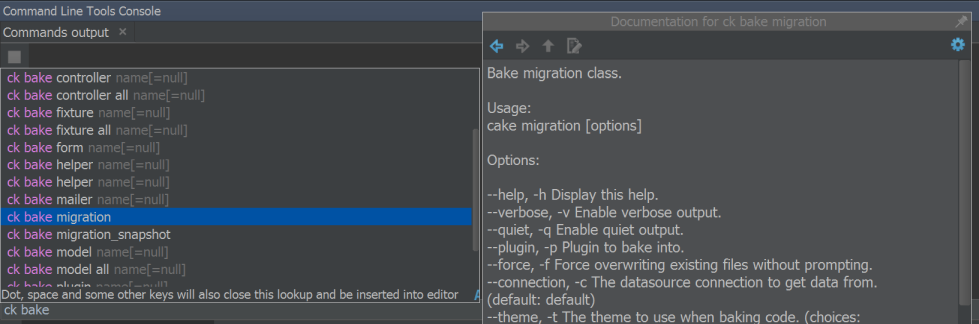 Command Line Tools Console
Commands output ×
ck bake controller name[=null]
ck bake controller all name[=null]
ck bake fixture name[=null]
ck bake fixture all name[=null]
ck bake form name[=null]
ck bake helper name[=null]
ck bake helper name[=null]
ck bake mailer name[=null]
ck bake migration
ck bake migration_snapshot
ck bake model name[=null]
ck bake model all name[=null]
ck bake plugin name[=null]
Dot, space and some other keys will also close this lookup and be inserted into editor
ck bake
Documentation for ck bake migration
Bake migration class.
Usage:
cake migration [options]
Options:
--help, -h Display this help.
--verbose, -v Enable verbose output.
--quiet, -q Enable quiet output.
--plugin, -p Plugin to bake into.
--force, -f Force overwriting existing files without prompting.
--connection, -c The datasource connection to get data from.
(default: default)
--theme, -t The theme to use when baking code. (choices: